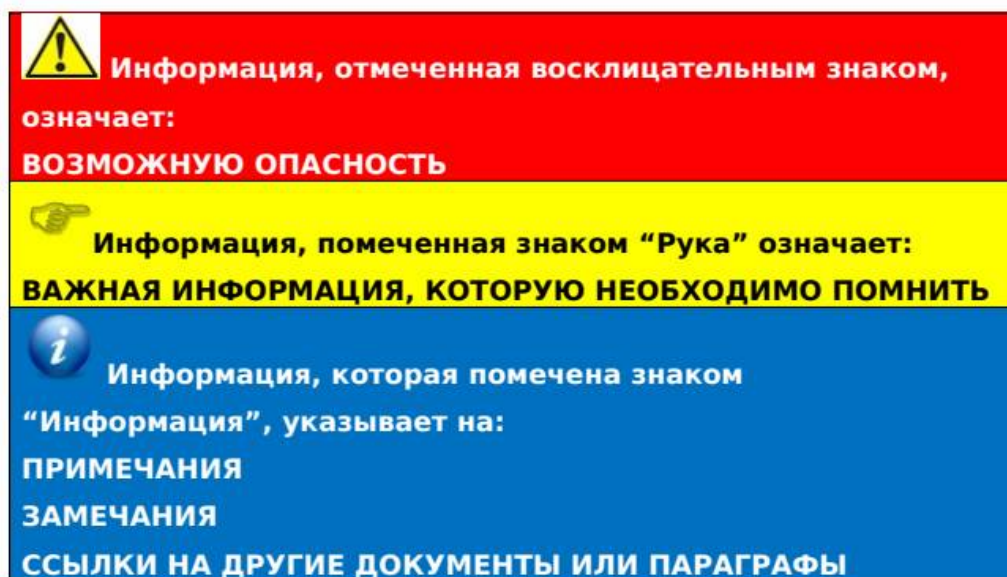 Информация, отмеченная восклицательным знаком,
означает:
ВОЗМОЖНУЮ ОПАСНОСТЬ
Информация, помеченная знаком “Рука” означает:
ВАЖНАЯ ИНФОРМАЦИЯ, КОТОРУЮ НЕОБХОДИМО ПОМНИТЬ
Информация, которая помечена знаком
“Информация”, указывает на:
ПРИМЕЧАНИЯ
ЗАМЕЧАНИЯ
ССЫЛКИ НА ДРУГИЕ ДОКУМЕНТЫ ИЛИ ПАРАГРАФЫ